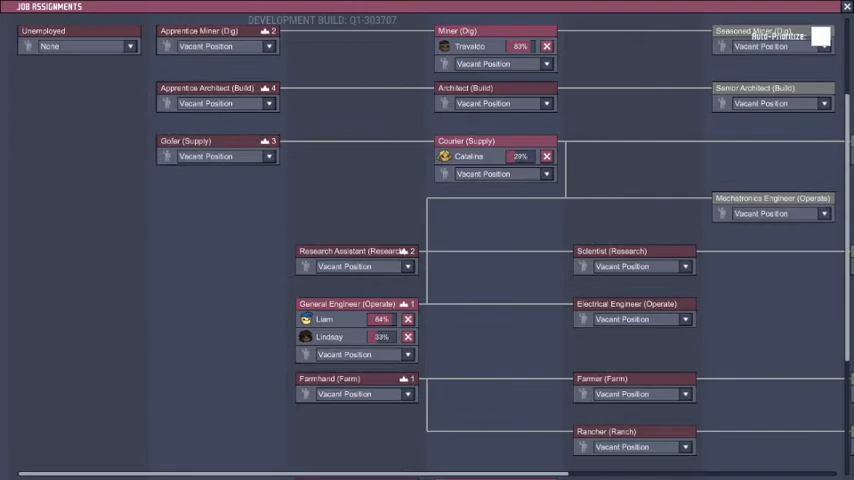 JOB ASSIGNMENTS
DEVELOPMENT BUILD: Q1-303707
Auto-Prioritize:
Unemployed
None
Apprentice Miner (Dig) 2
Vacant Position
Miner (Dig)
Travaldo 83%
Vacant Position
Seasoned Miner (Dig)
Vacant Position
Apprentice Architect (Build) 4
Vacant Position
Architect (Build)
Vacant Position
Senior Architect (Build)
Vacant Position
Gofer (Supply) 3
Vacant Position
Courier (Supply)
Catalina 29%
Vacant Position
Mechatronics Engineer (Operate)
Vacant Position
Research Assistant (Research 2
Vacant Position
Scientist (Research)
Vacant Position
General Engineer (Operate) 1
Liam 84%
Lindsay 33%
Vacant Position
Electrical Engineer (Operate)
Vacant Position
Farmhand (Farm) 1
Vacant Position
Farmer (Farm)
Vacant Position
Rancher (Ranch)
Vacant Position